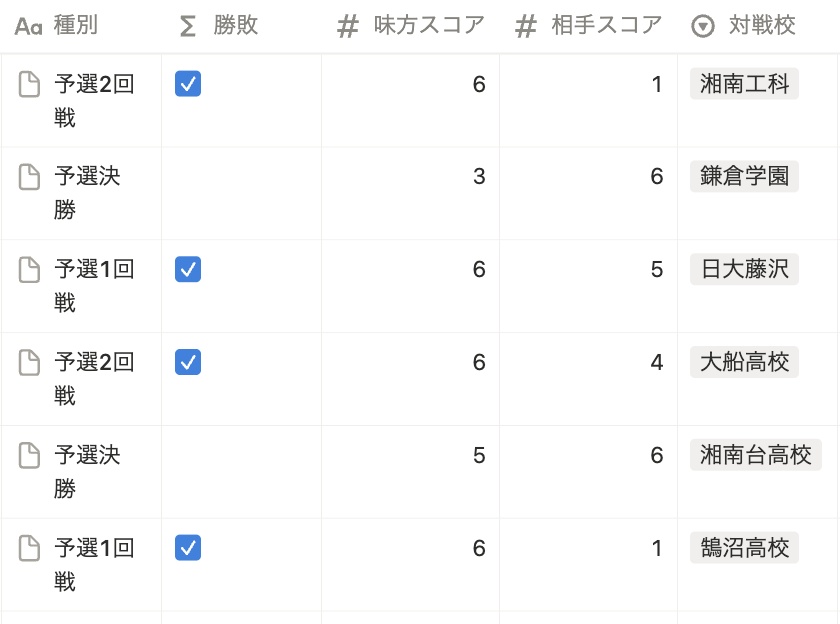 Aa 種別 Σ 勝敗 # 味方スコア # 相手スコア 対戦校
予選2回 6 1 湘南工科
戦
予選決 3 6 鎌倉学園
勝
予選1回 6 5 日大藤沢
戦
予選2回 6 4 大船高校
戦
予選決 5 6 湘南台高校
勝
予選1回 6 1 鵠沼高校
戦